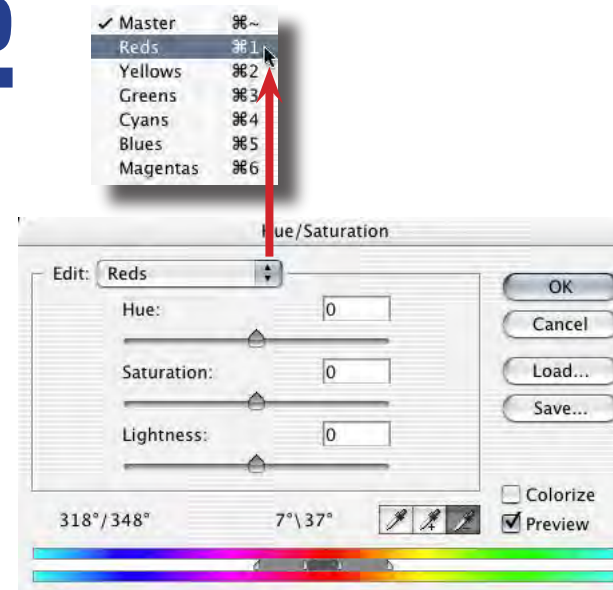 2
✓ Master ⌘~
Reds ⌘1
Yellows ⌘2
Greens ⌘3
Cyans ⌘4
Blues ⌘5
Magentas ⌘6
Hue/Saturation
Edit: Reds
OK
Hue: 0
Cancel
Saturation: 0
Load...
Save...
Lightness: 0
Colorize
318°/348° 7°\37°
Preview